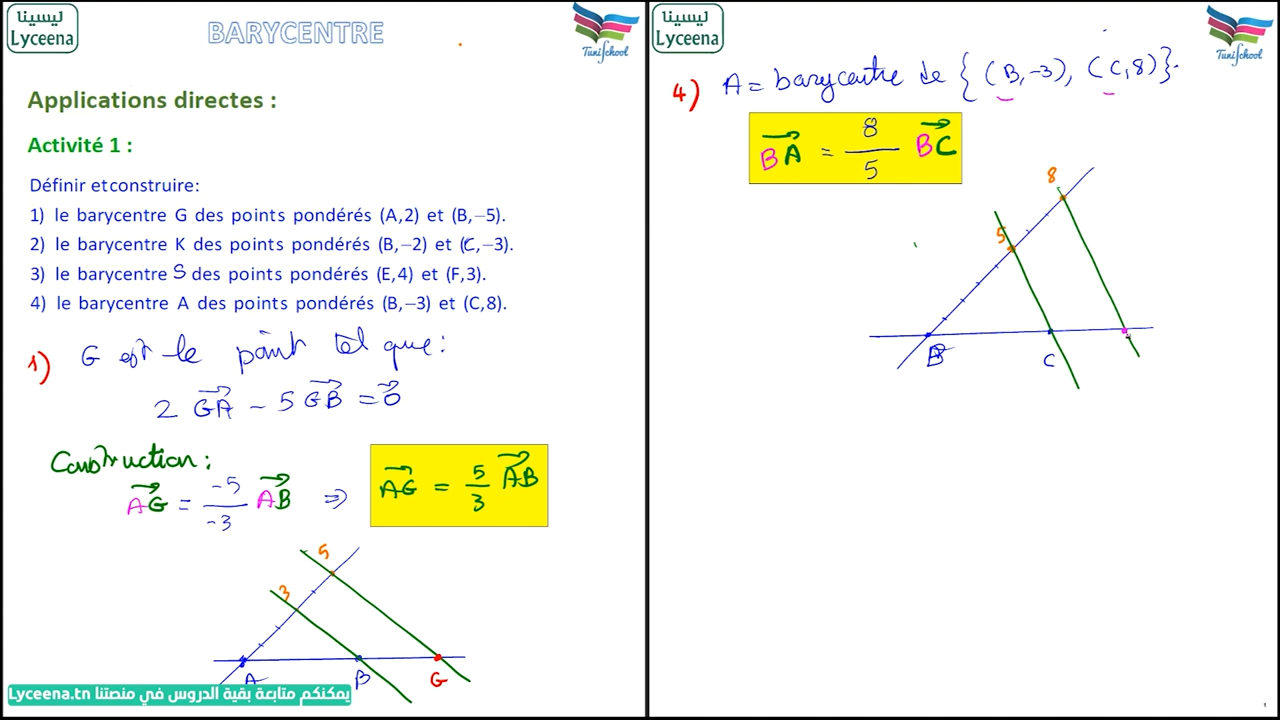 ليسينا
Lyceena
BARYCENTRE
TuniSchool
Applications directes :
Activité 1 :
Définir et construire:
1) le barycentre G des points pondérés (A,2) et (B,−5).
2) le barycentre K des points pondérés (B,−2) et (C,−3).
3) le barycentre S des points pondérés (E,4) et (F,3).
4) le barycentre A des points pondérés (B,−3) et (C,8).
1) G est le point tel que:
2 GA − 5 GB = 0
Construction:
AG = -5/-3 AB ⇒ AG = 5/3 AB
5
3
A B G
Lyceena.tn يمكنكم متابعة بقية الدروس في منصتنا
ليسينا
Lyceena
TuniSchool
4) A = barycentre de {(B,-3), (C,8)}.
BA = 8/5 BC
8
5
B C